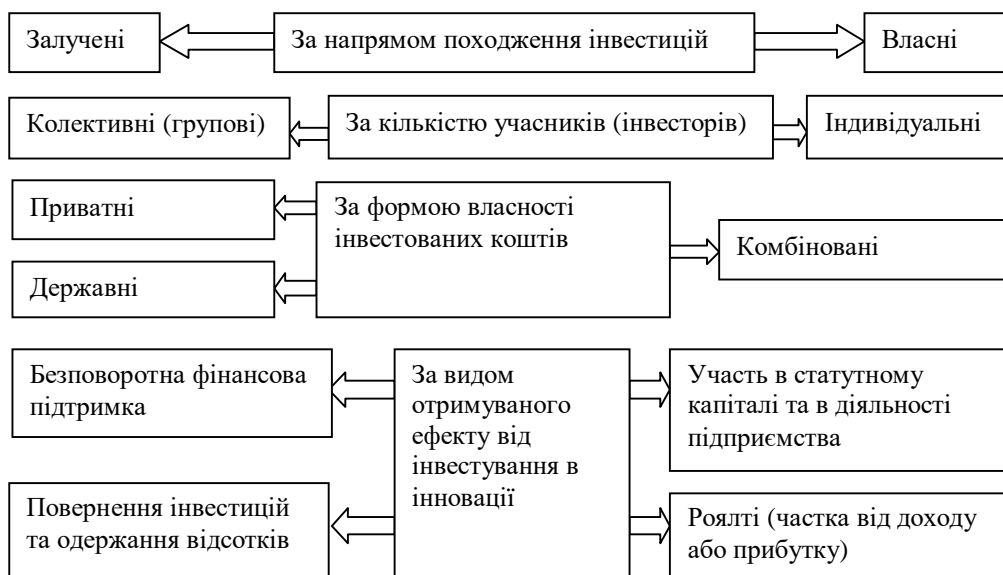 Залучені
За напрямом походження інвестицій
Власні
Колективні (групові)
За кількістю учасників (інвесторів)
Індивідуальні
Приватні
Державні
За формою власності
інвестованих коштів
Комбіновані
Безповоротна фінансова
підтримка
Повернення інвестицій
та одержання відсотків
За видом
отримуваного
ефекту від
інвестування в
інновації
Участь в статутному
капіталі та в діяльності
підприємства
Роялті (частка від доходу
або прибутку)